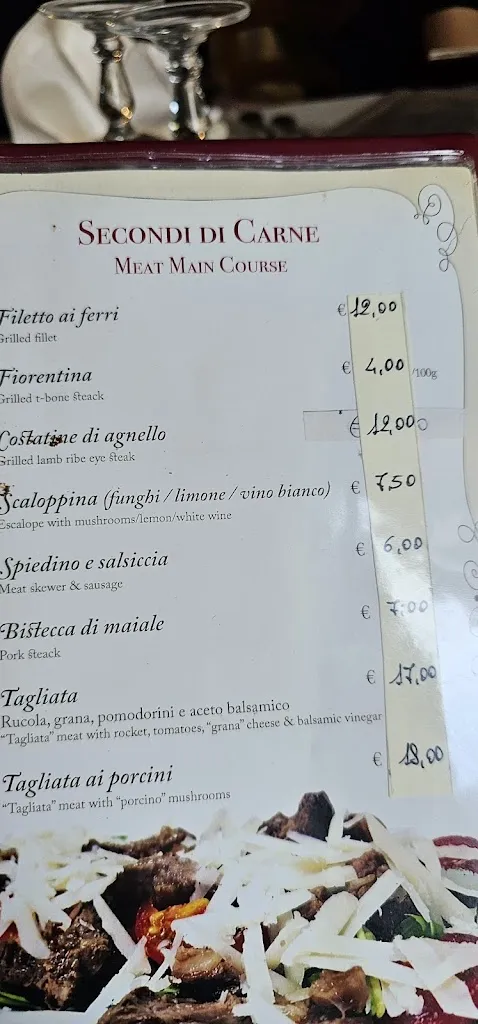 SECONDI DI CARNE
MEAT MAIN COURSE
Filetto ai ferri € 12,00
Grilled fillet
Fiorentina € 4,00 /100g
Grilled t-bone steack
Costatine di agnello € 12,00
Grilled lamb ribe eye steak
Scaloppina (funghi / limone / vino bianco) € 7,50
Escalope with mushrooms/lemon/white wine
Spiedino e salsiccia € 6,00
Meat skewer & sausage
Bistecca di maiale € 7,00
Pork steack
Tagliata € 17,00
Rucola, grana, pomodorini e aceto balsamico
"Tagliata" meat with rocket, tomatoes, "grana" cheese & balsamic vinegar
Tagliata ai porcini €
"Tagliata" meat with "porcino" mushrooms